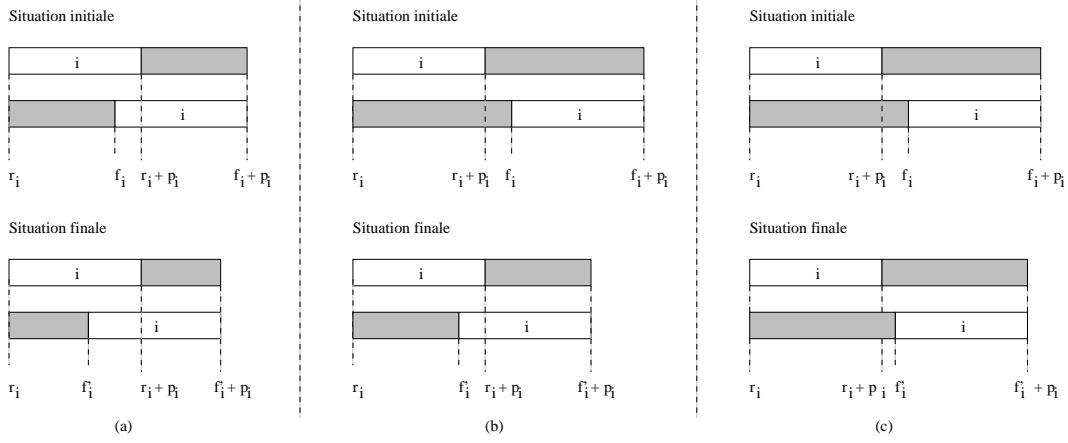 Situation initiale
i
i
r_i f_i r_i + p_i f_i + p_i
Situation finale
i
i
r_i f'_i r_i + p_i f'_i + p_i
(a)
Situation initiale
i
i
r_i r_i + p_i f_i f_i + p_i
Situation finale
i
i
r_i f'_i r_i + p_i f'_i + p_i
(b)
Situation initiale
i
i
r_i r_i + p_i f_i f_i + p_i
Situation finale
i
i
r_i r_i + p_i f'_i f'_i + p_i
(c)